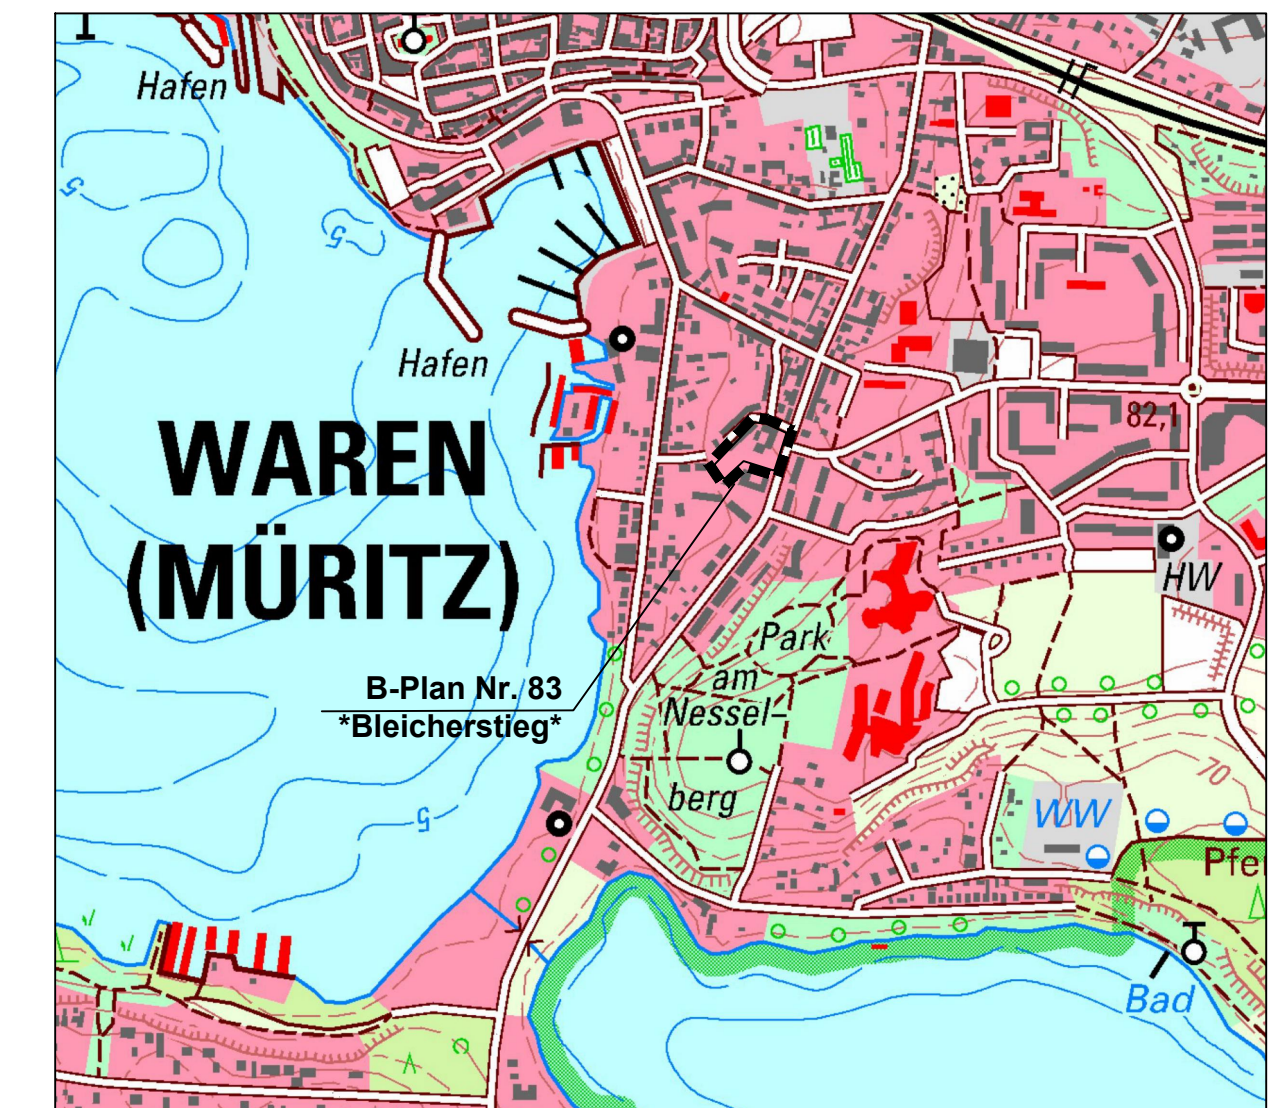 Hafen
5
5
Hafen
WAREN
(MÜRITZ)
82,1
HW
Park
am
Nessel-
berg
B-Plan Nr. 83
*Bleicherstieg*
70
WW
5
Pfe
Bad